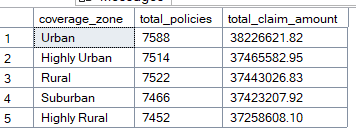 coverage_zone total_policies total_claim_amount
1 Urban 7588 38226621.82
2 Highly Urban 7514 37465582.95
3 Rural 7522 37443026.83
4 Suburban 7466 37423207.92
5 Highly Rural 7452 37258608.10